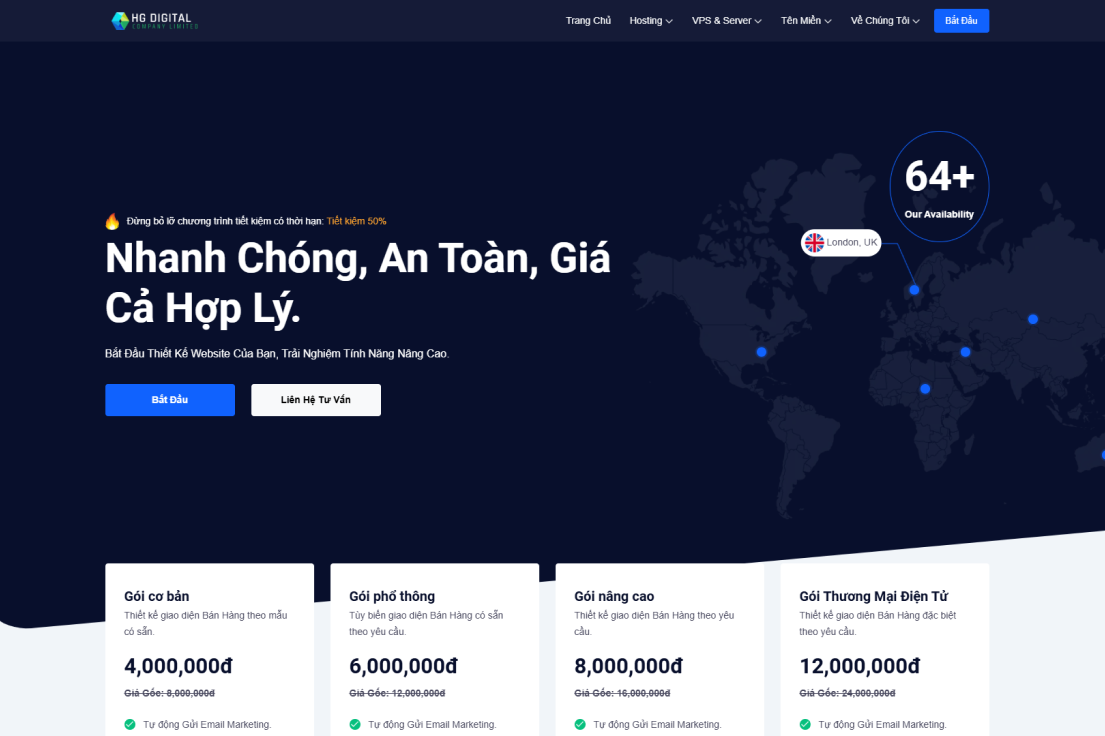 HG DIGITAL
COMPANY LIMITED
Trang Chủ
Hosting
VPS & Server
Tên Miền
Về Chúng Tôi
Bắt Đầu
64+
Our Availability
London, UK
Đừng bỏ lỡ chương trình tiết kiệm có thời hạn: Tiết kiệm 50%
Nhanh Chóng, An Toàn, Giá
Cả Hợp Lý.
Bắt Đầu Thiết Kế Website Của Bạn, Trải Nghiệm Tính Năng Nâng Cao.
Bắt Đầu
Liên Hệ Tư Vấn
Gói cơ bản
Thiết kế giao diện Bán Hàng theo mẫu
có sẵn.
4,000,000đ
Giá Gốc: 8,000,000đ
Tự động Gửi Email Marketing.
Gói phổ thông
Tùy biến giao diện Bán Hàng có sẵn
theo yêu cầu.
6,000,000đ
Giá Gốc: 12,000,000đ
Tự động Gửi Email Marketing.
Gói nâng cao
Thiết kế giao diện Bán Hàng theo yêu
cầu.
8,000,000đ
Giá Gốc: 16,000,000đ
Tự động Gửi Email Marketing.
Gói Thương Mại Điện Tử
Thiết kế giao diện Bán Hàng đặc biệt
theo yêu cầu.
12,000,000đ
Giá Gốc: 24,000,000đ
Tự động Gửi Email Marketing.